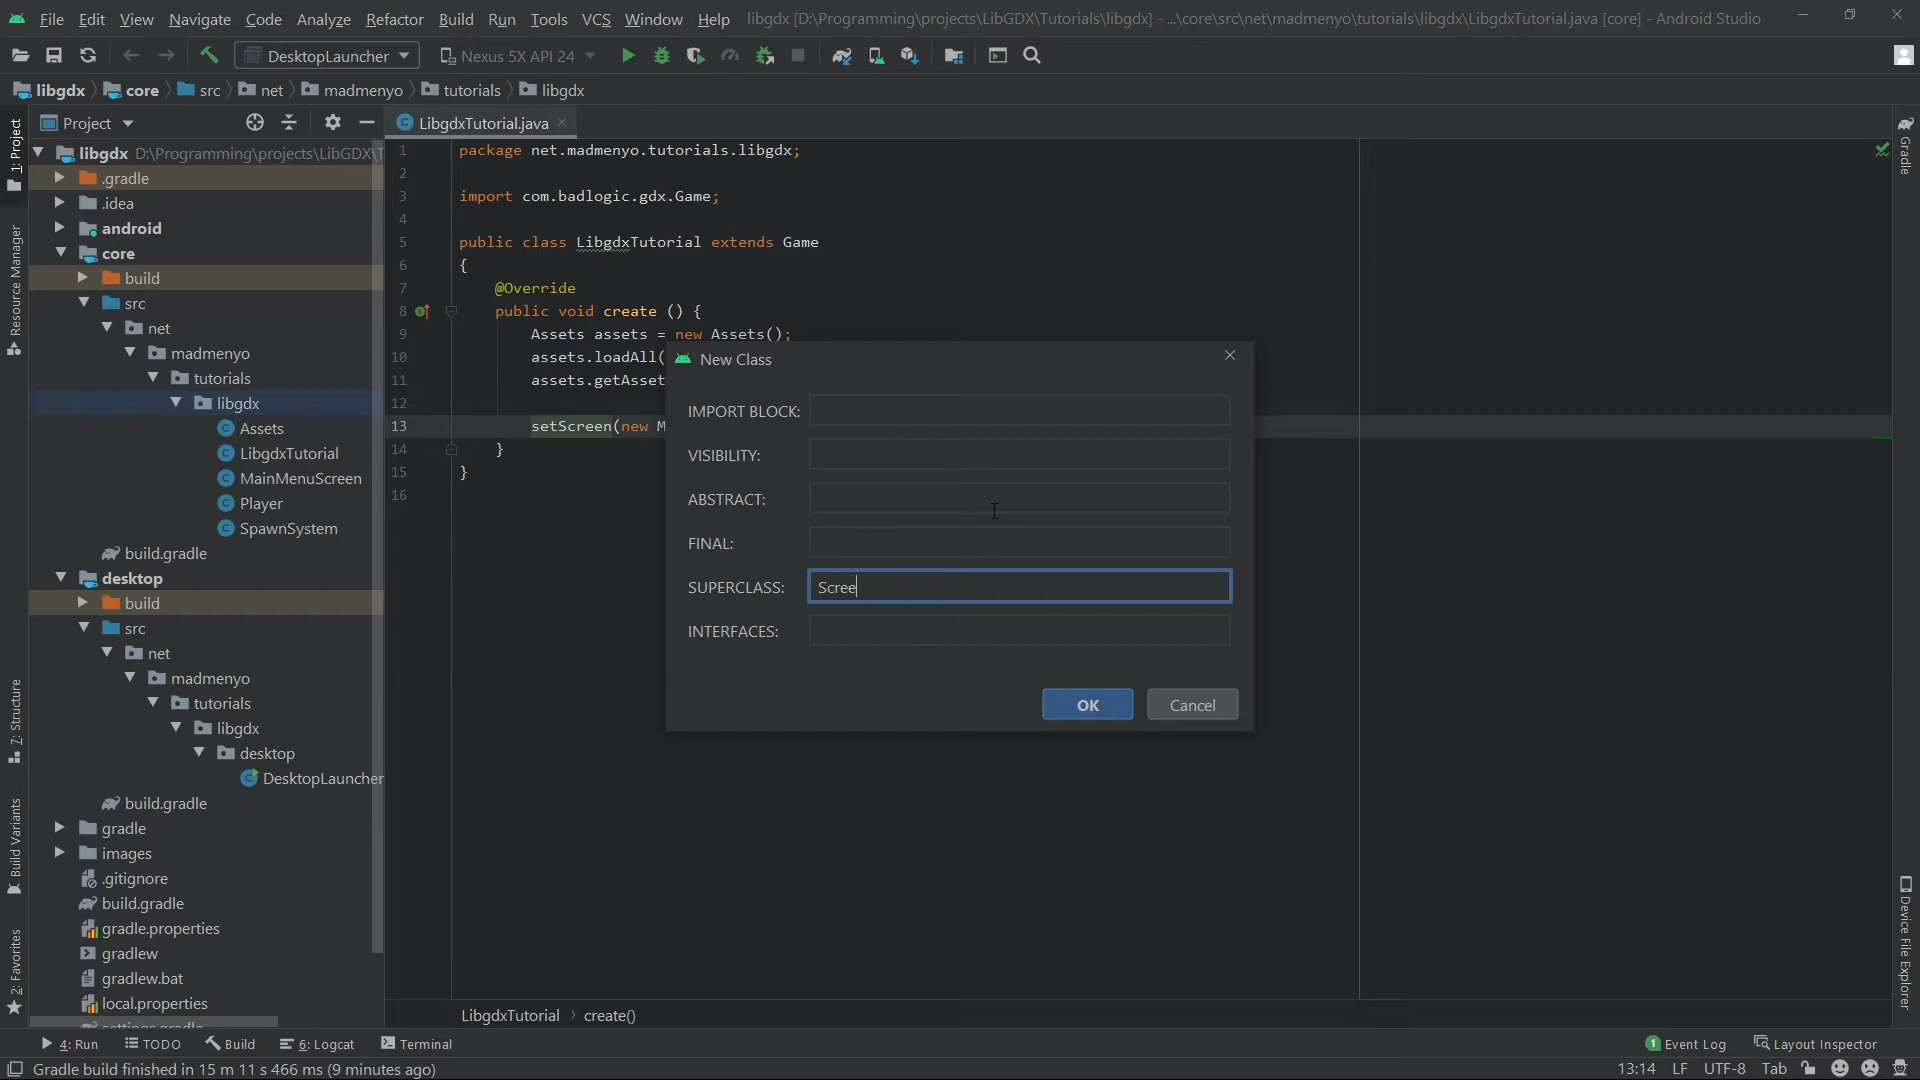 File Edit View Navigate Code Analyze Refactor Build Run Tools VCS Window Help libgdx [D:\Programming\projects\LibGDX\Tutorials\libgdx] - ...\core\src\net\madmenyo\tutorials\libgdx\LibgdxTutorial.java [core] - Android Studio
DesktopLauncher Nexus 5X API 24
libgdx core src net madmenyo tutorials libgdx
Project
LibgdxTutorial.java
libgdx D:\Programming\projects\LibGDX\T
.gradle
.idea
android
core
build
src
net
madmenyo
tutorials
libgdx
Assets
LibgdxTutorial
MainMenuScreen
Player
SpawnSystem
build.gradle
desktop
build
src
net
madmenyo
tutorials
libgdx
desktop
DesktopLauncher
build.gradle
gradle
images
.gitignore
build.gradle
gradle.properties
gradlew
gradlew.bat
local.properties
settings.gradle
1: Project
Resource Manager
7: Structure
Build Variants
2: Favorites
1 package net.madmenyo.tutorials.libgdx;
2
3 import com.badlogic.gdx.Game;
4
5 public class LibgdxTutorial extends Game
6 {
7 @Override
8 public void create () {
9 Assets assets = new Assets();
10 assets.loadAll(
11 assets.getAsset
12
13 setScreen(new M
14 }
15 }
16
New Class
IMPORT BLOCK:
VISIBILITY:
ABSTRACT:
FINAL:
SUPERCLASS: Scree
INTERFACES:
OK Cancel
Gradle
Device File Explorer
LibgdxTutorial create()
4: Run TODO Build 6: Logcat Terminal 1 Event Log Layout Inspector
Gradle build finished in 15 m 11 s 466 ms (9 minutes ago) 13:14 LF UTF-8 Tab